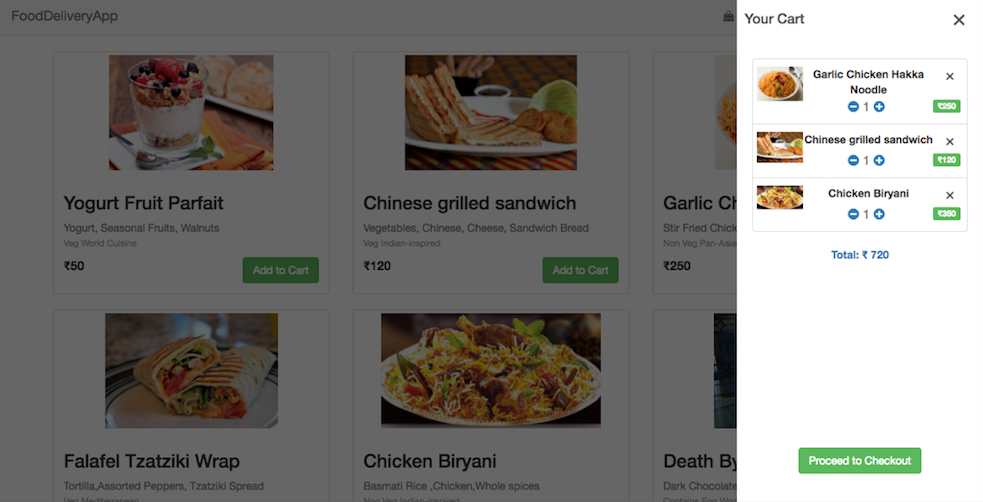 FoodDeliveryApp
Yogurt Fruit Parfait
Yogurt, Seasonal Fruits, Walnuts
Veg World Cuisine
₹50
Add to Cart
Chinese grilled sandwich
Vegetables, Chinese, Cheese, Sandwich Bread
Veg Indian-inspired
₹120
Add to Cart
Garlic Ch
Stir Fried Chick
Non Veg Pan-Asia
₹250
Falafel Tzatziki Wrap
Tortilla,Assorted Peppers, Tzatziki Spread
Veg Mediterranean
Chicken Biryani
Basmati Rice ,Chicken,Whole spices
Non Veg Indian-inspired
Death By
Dark Chocolate
Contains Egg World
Your Cart
Garlic Chicken Hakka
Noodle
1
₹250
Chinese grilled sandwich
1
₹120
Chicken Biryani
1
₹350
Total: ₹ 720
Proceed to Checkout